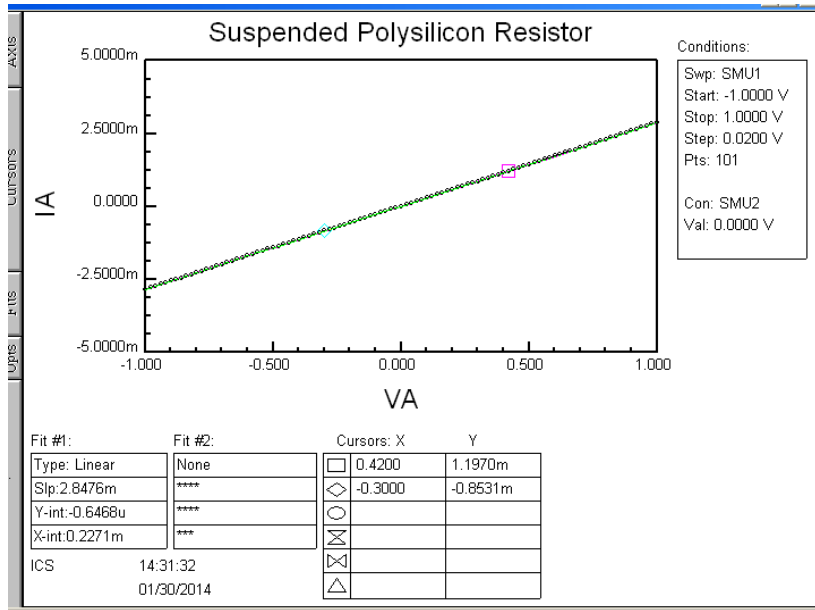 Suspended Polysilicon Resistor
Axis
Cursors
Fits
Opts
IA
5.0000m
2.5000m
0.0000
-2.5000m
-5.0000m
-1.000 -0.500 0.000 0.500 1.000
VA
Conditions:
Swp: SMU1
Start: -1.0000 V
Stop: 1.0000 V
Step: 0.0200 V
Pts: 101
Con: SMU2
Val: 0.0000 V
Fit #1: Fit #2: Cursors: X Y
Type: Linear None 0.4200 1.1970m
Slp:2.8476m **** -0.3000 -0.8531m
Y-int:-0.6468u ****
X-int:0.2271m ***
ICS 14:31:32
01/30/2014